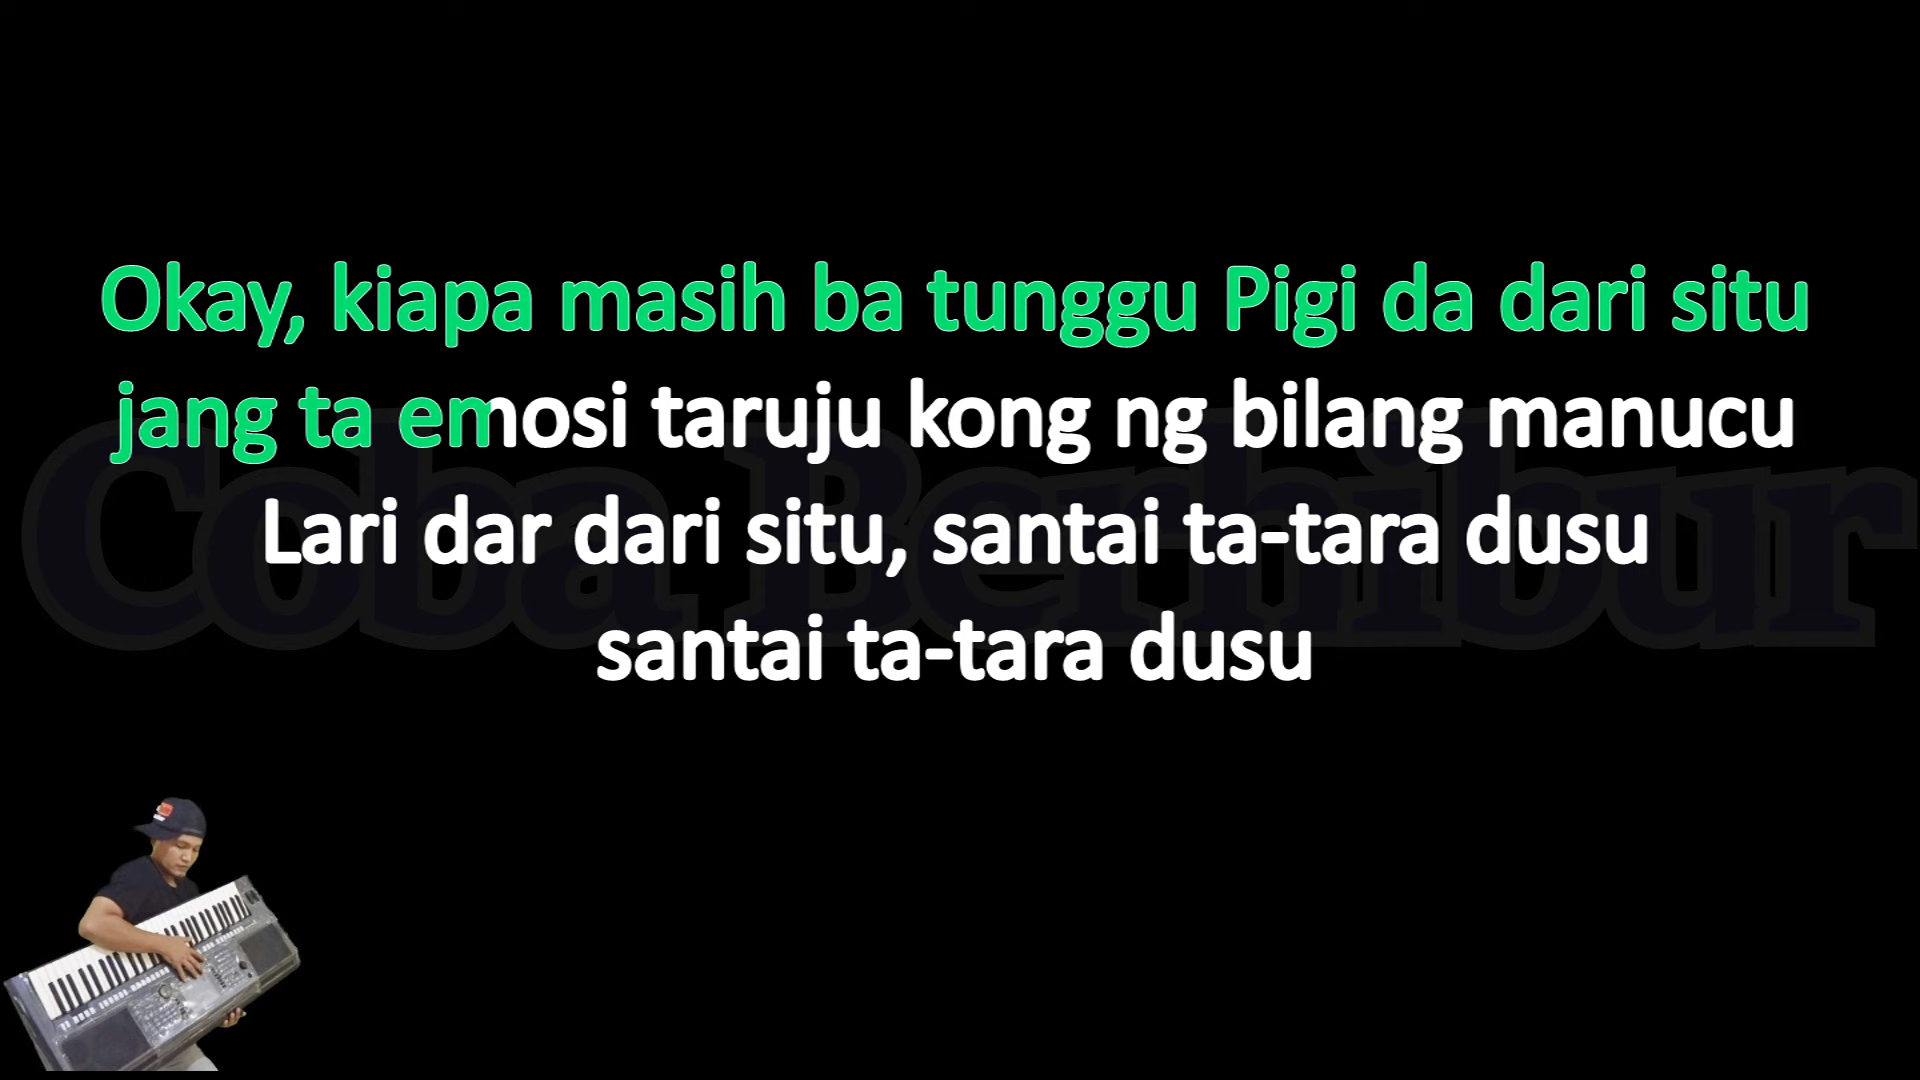 Okay, kiapa masih ba tunggu Pigi da dari situ
jang ta emosi taruju kong ng bilang manucu
Coba Berhibur
Lari dar dari situ, santai ta-tara dusu
santai ta-tara dusu